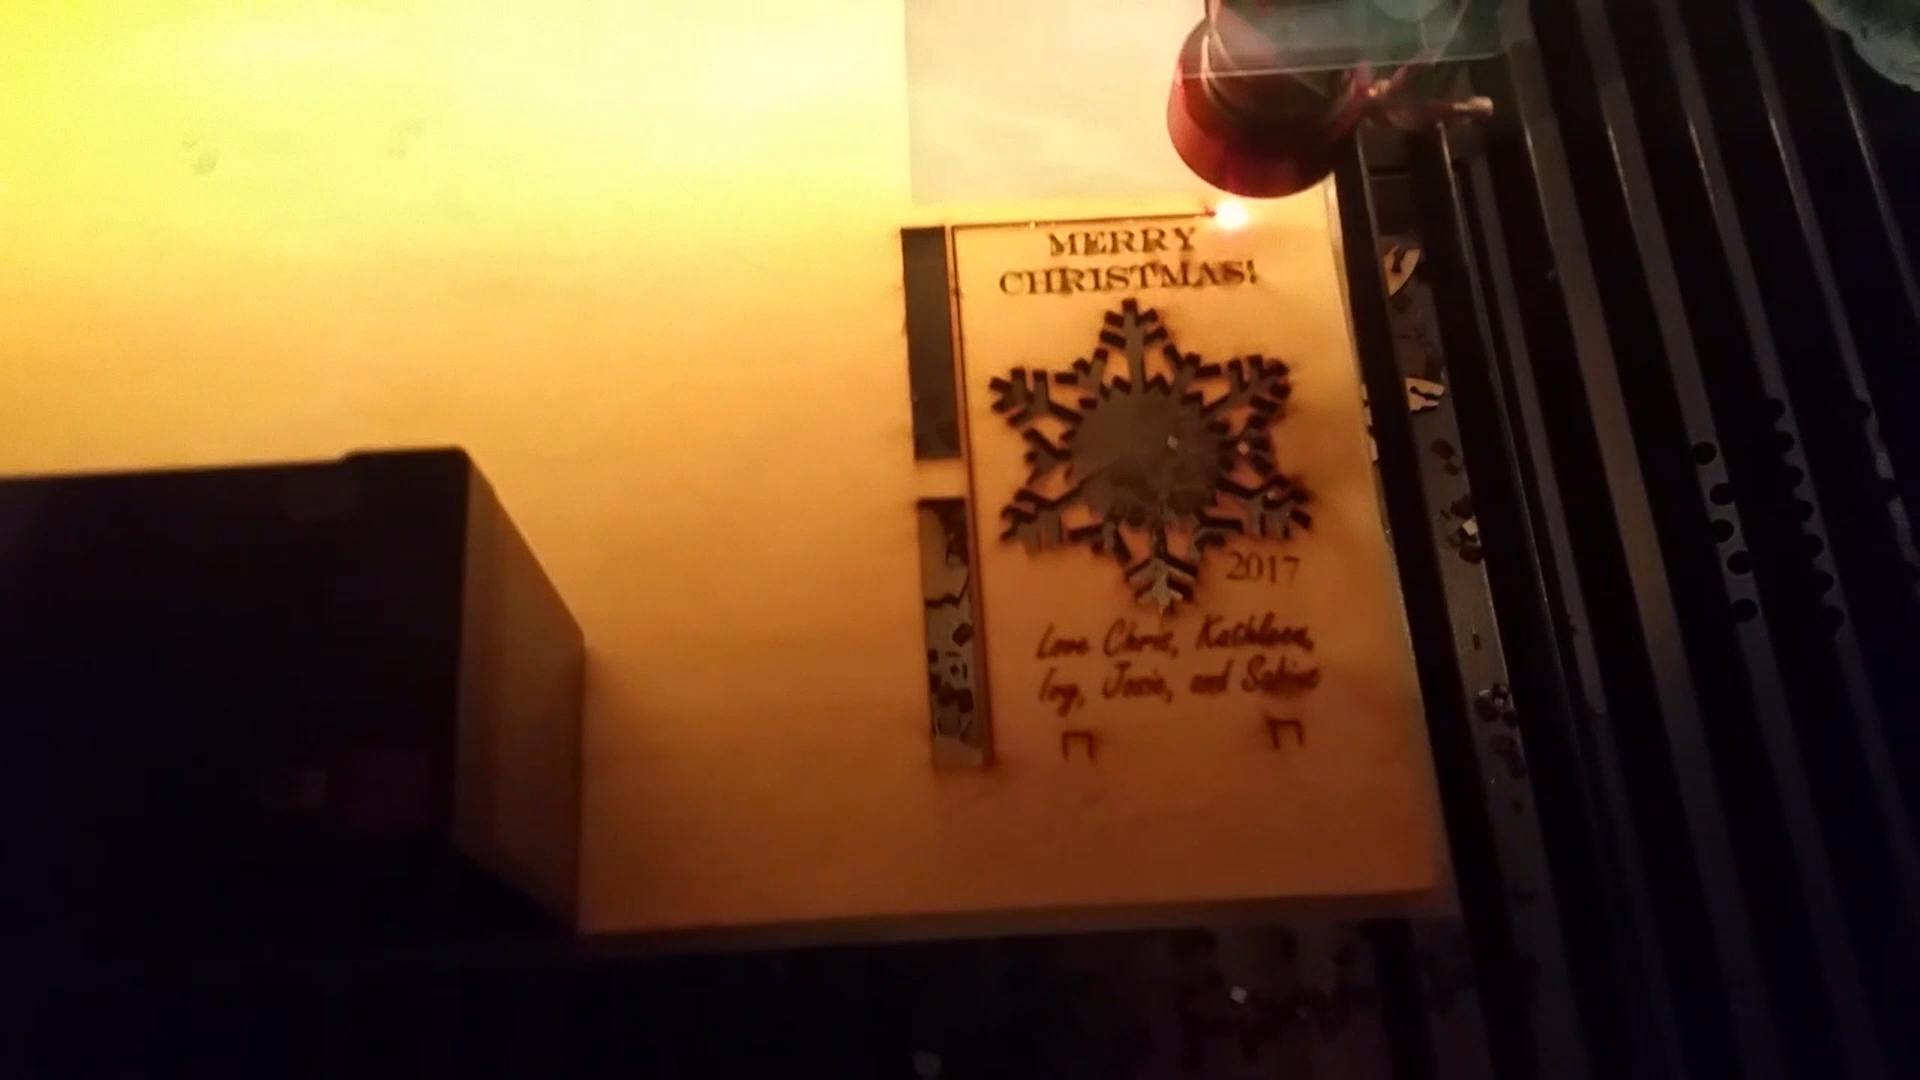 MERRY
CHRISTMAS!
2017
Love Chris, Kathleen,
Ivy, Josie, and Sabine